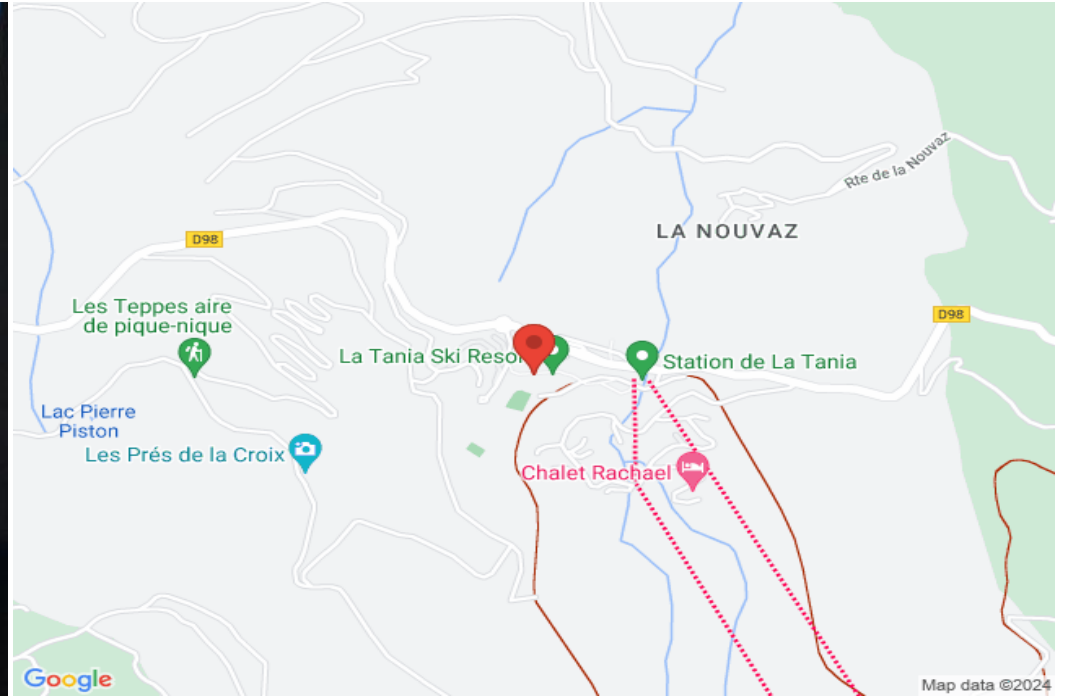 Rte de la Nouvaz
LA NOUVAZ
D98
Les Teppes aire
de pique-nique
D98
La Tania Ski Resor
Station de La Tania
Lac Pierre
Piston
Les Prés de la Croix
Chalet Rachael
Google
Map data ©2024